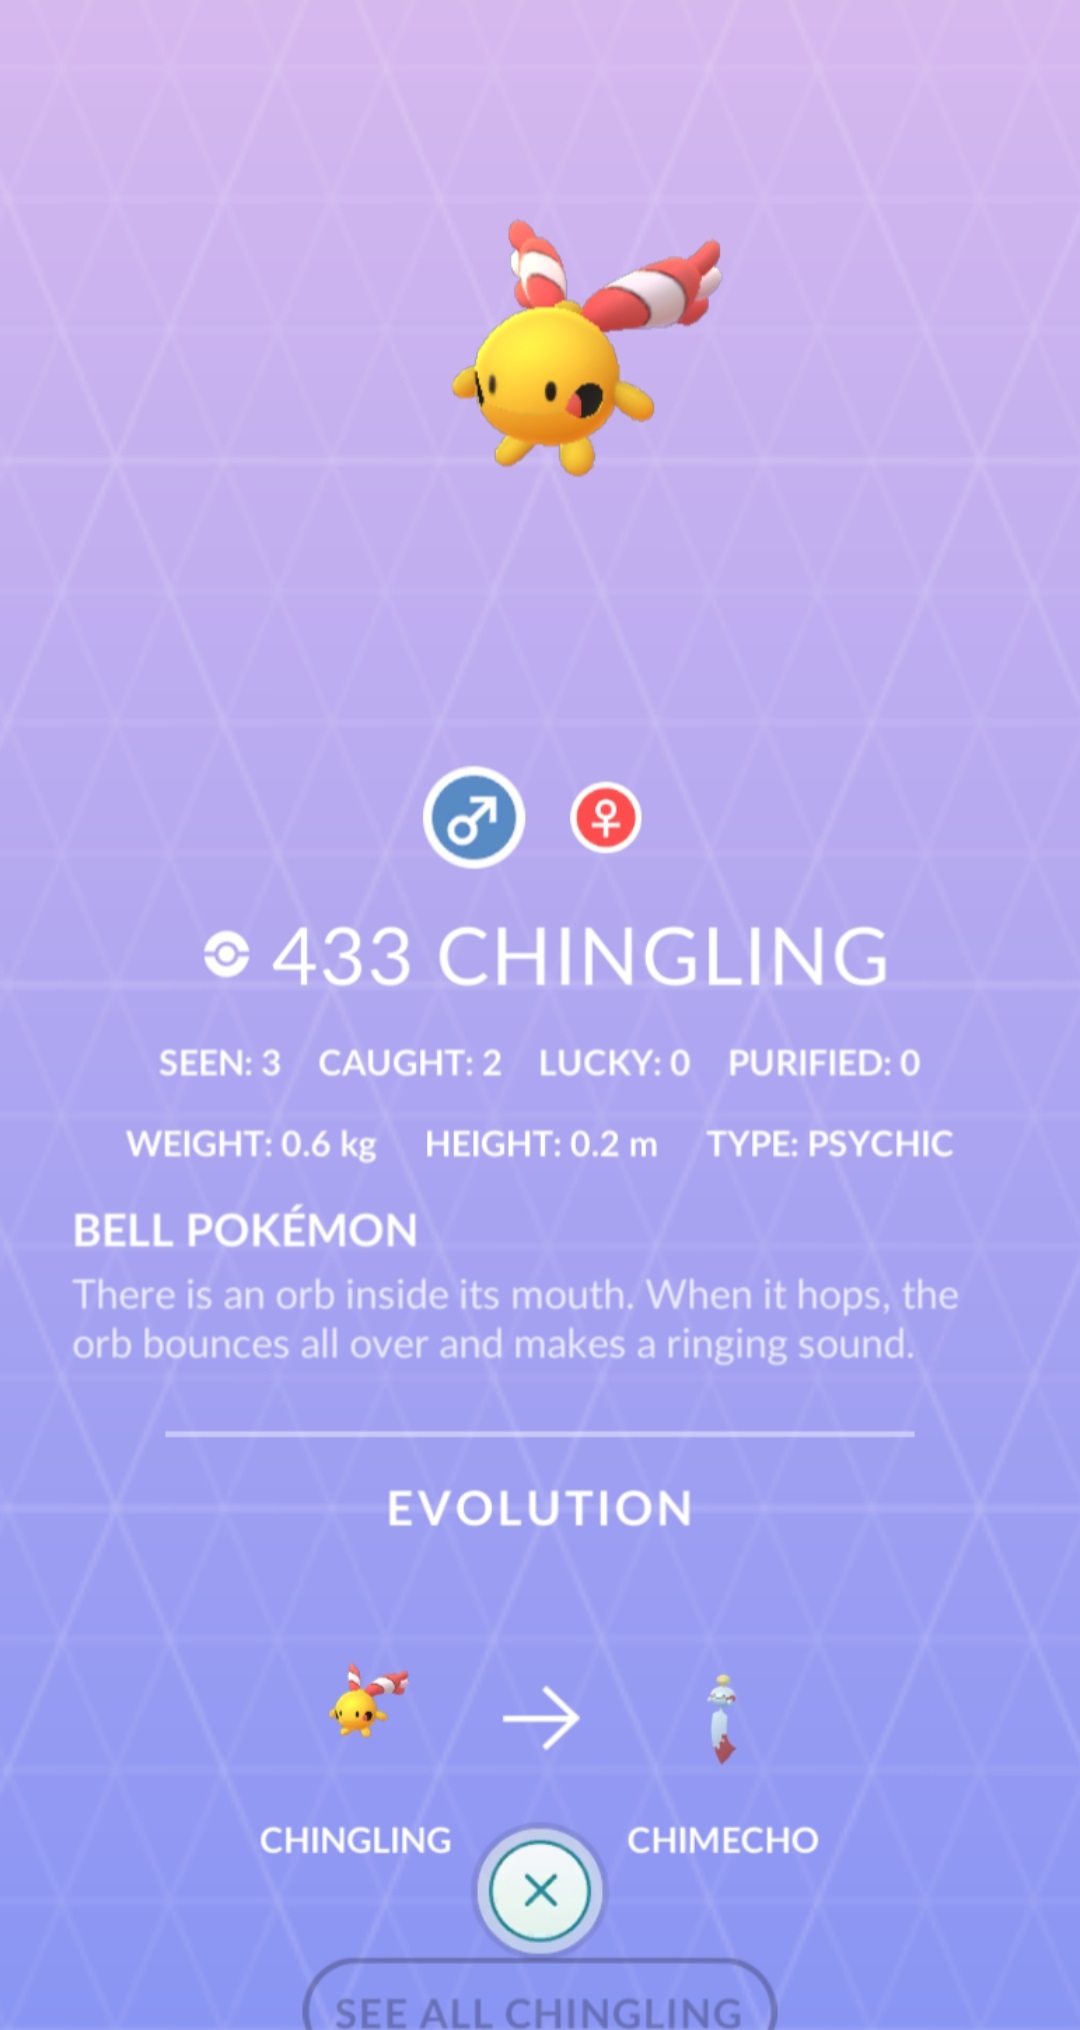 433 CHINGLING
SEEN: 3 CAUGHT: 2 LUCKY: 0 PURIFIED: 0
WEIGHT: 0.6 kg HEIGHT: 0.2 m TYPE: PSYCHIC
BELL POKÉMON
There is an orb inside its mouth. When it hops, the
orb bounces all over and makes a ringing sound.
EVOLUTION
CHINGLING CHIMECHO
SEE ALL CHINGLING